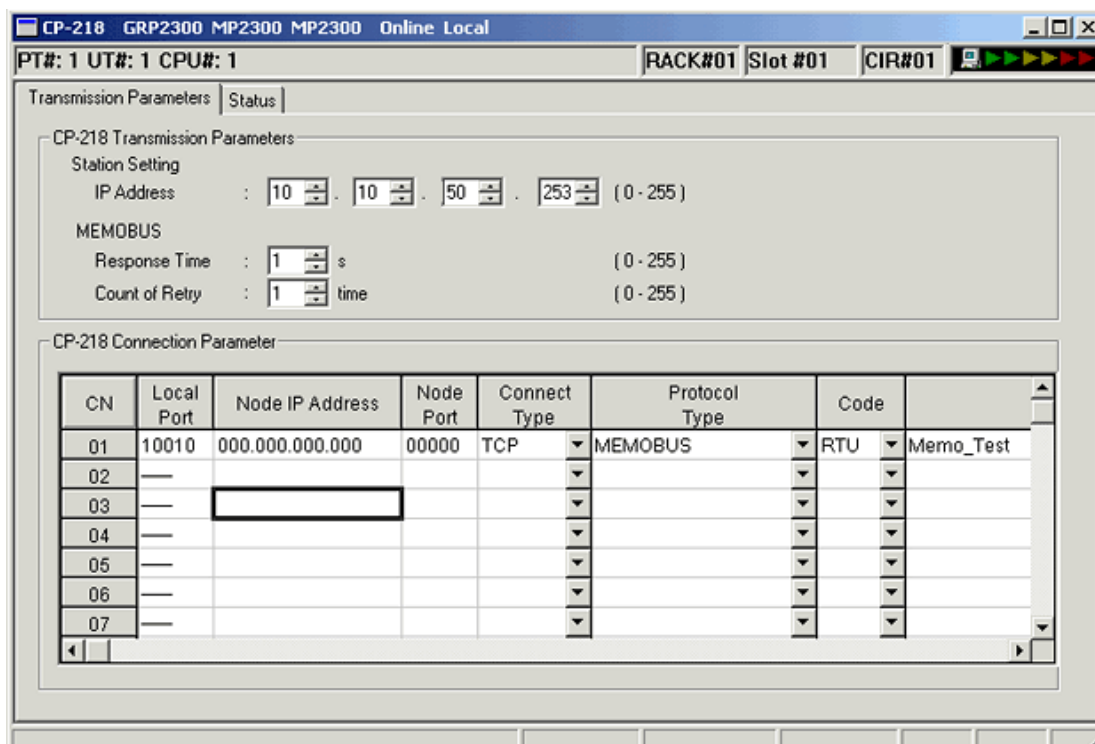 CP-218 GRP2300 MP2300 MP2300 Online Local
PT#: 1 UT#: 1 CPU#: 1 RACK#01 Slot #01 CIR#01
Transmission Parameters Status
CP-218 Transmission Parameters
Station Setting
IP Address : 10 . 10 . 50 . 253 ( 0 - 255 )
MEMOBUS
Response Time : 1 s ( 0 - 255 )
Count of Retry : 1 time ( 0 - 255 )
CP-218 Connection Parameter
CN Local Port Node IP Address Node Port Connect Type Protocol Type Code
01 10010 000.000.000.000 00000 TCP MEMOBUS RTU Memo_Test
02 ──
03 ──
04 ──
05 ──
06 ──
07 ──